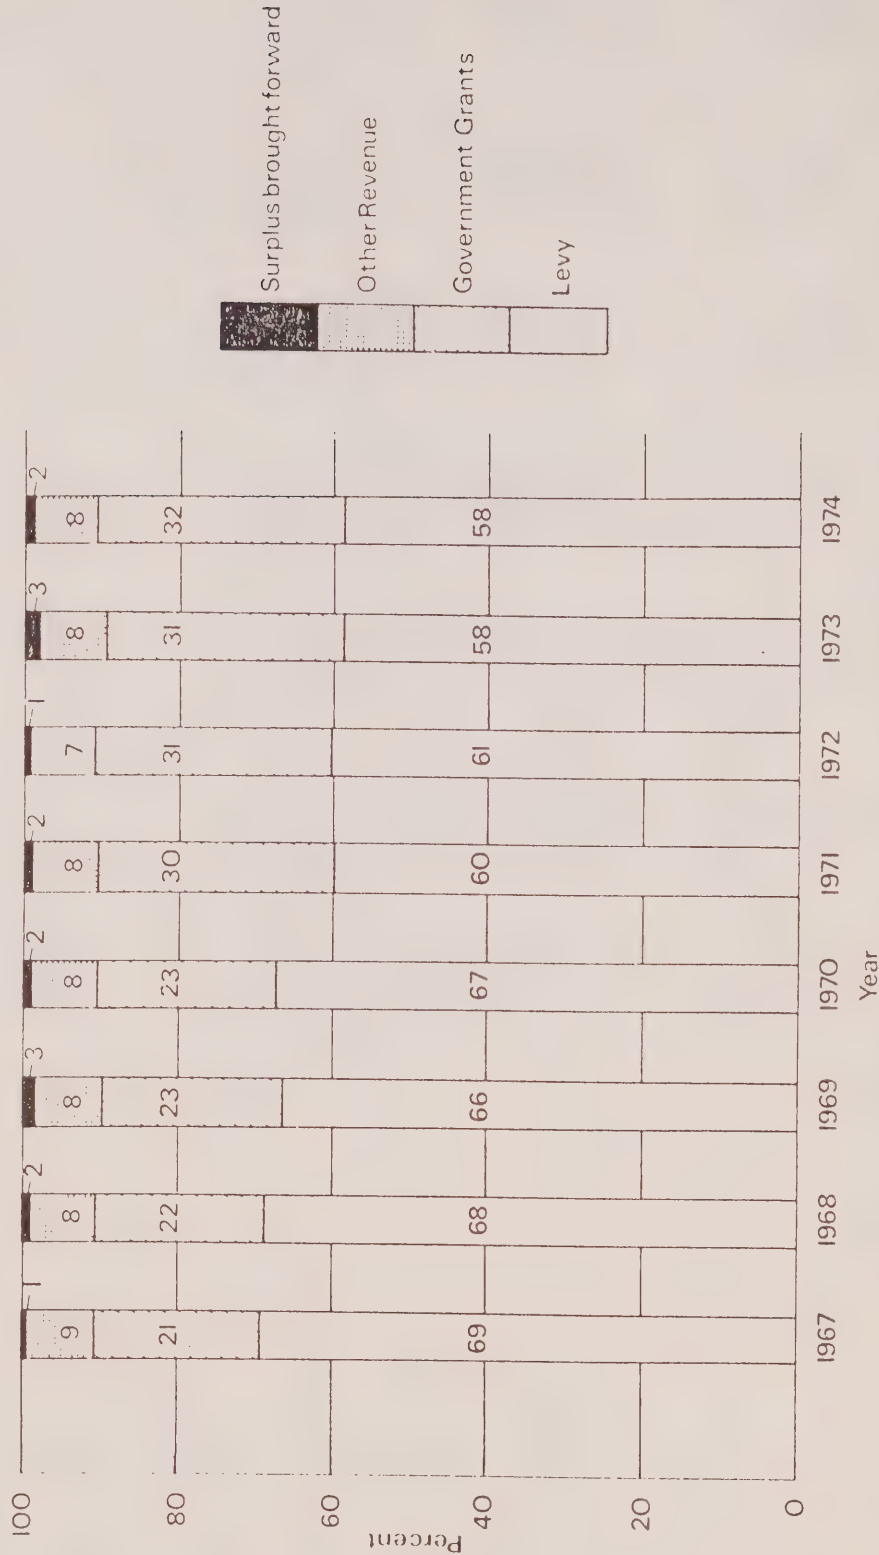 Surplus brought forward
Other Revenue
Government Grants
Levy
100
80
60
40
20
0
Percent
1 2 3 2 2 1 3 2
9 8 8 8 8 7 8 8
21 22 23 23 30 31 31 32
69 68 66 67 60 61 58 58
1967 1968 1969 1970 1971 1972 1973 1974
Year